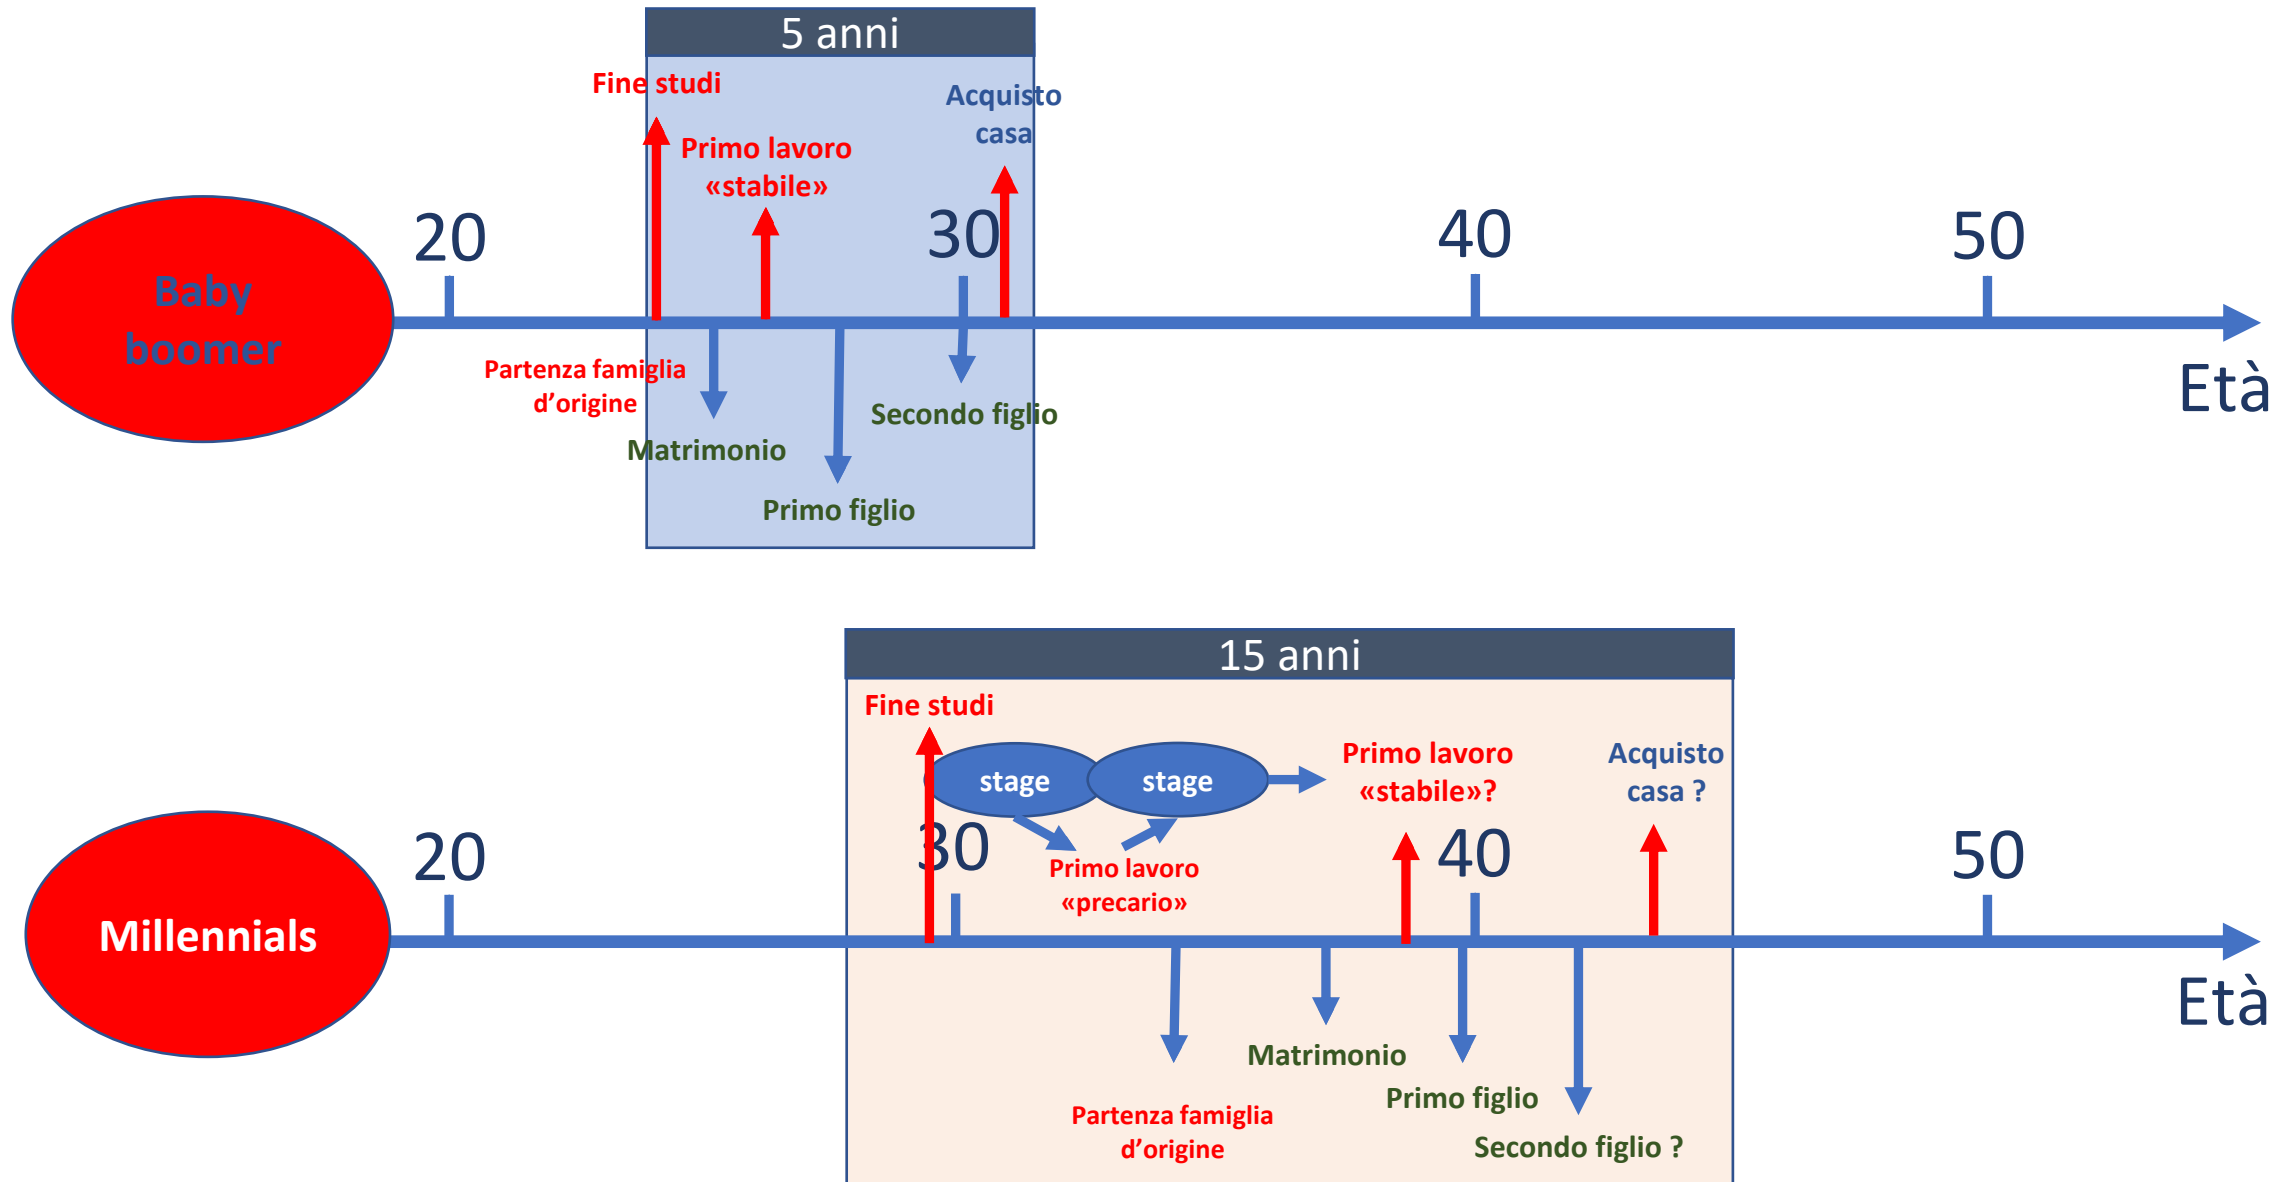 5 anni
Fine studi
Acquisto
casa
Primo lavoro
«stabile»
20
30
40
50
Baby
boomer
Partenza famiglia
d’origine
Età
Secondo figlio
Matrimonio
Primo figlio
15 anni
Fine studi
stage
stage
Primo lavoro
«stabile»?
Acquisto
casa ?
20
30
40
50
Primo lavoro
«precario»
Millennials
Età
Matrimonio
Primo figlio
Partenza famiglia
d’origine
Secondo figlio ?